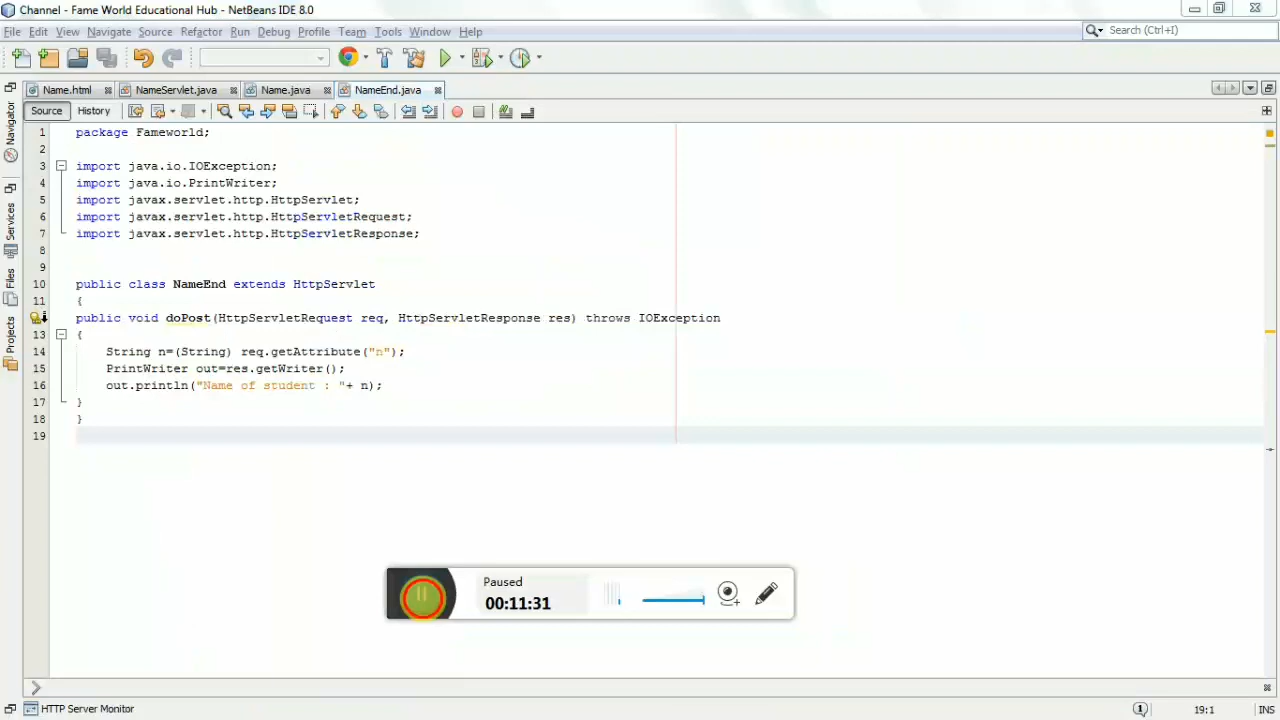 Channel - Fame World Educational Hub - NetBeans IDE 8.0
File Edit View Navigate Source Refactor Run Debug Profile Team Tools Window Help
Search (Ctrl+I)
Name.html NameServlet.java Name.java NameEnd.java
Source History
Navigator
Services
Files
Projects
1 package Fameworld;
2
3 import java.io.IOException;
4 import java.io.PrintWriter;
5 import javax.servlet.http.HttpServlet;
6 import javax.servlet.http.HttpServletRequest;
7 import javax.servlet.http.HttpServletResponse;
8
9
10 public class NameEnd extends HttpServlet
11 {
public void doPost(HttpServletRequest req, HttpServletResponse res) throws IOException
13 {
14 String n=(String) req.getAttribute("n");
15 PrintWriter out=res.getWriter();
16 out.println("Name of student : "+ n);
17 }
18 }
19
Paused
00:11:31
HTTP Server Monitor
1
19:1
INS